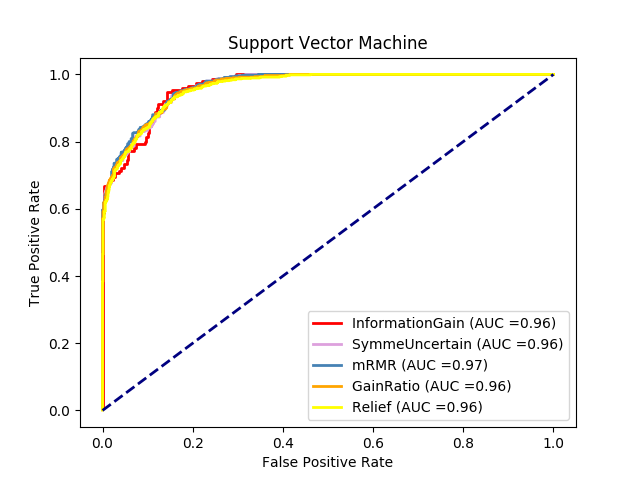 Support Vector Machine
True Positive Rate
1.0
0.8
0.6
0.4
0.2
0.0
InformationGain (AUC =0.96)
SymmeUncertain (AUC =0.96)
mRMR (AUC =0.97)
GainRatio (AUC =0.96)
Relief (AUC =0.96)
0.0 0.2 0.4 0.6 0.8 1.0
False Positive Rate